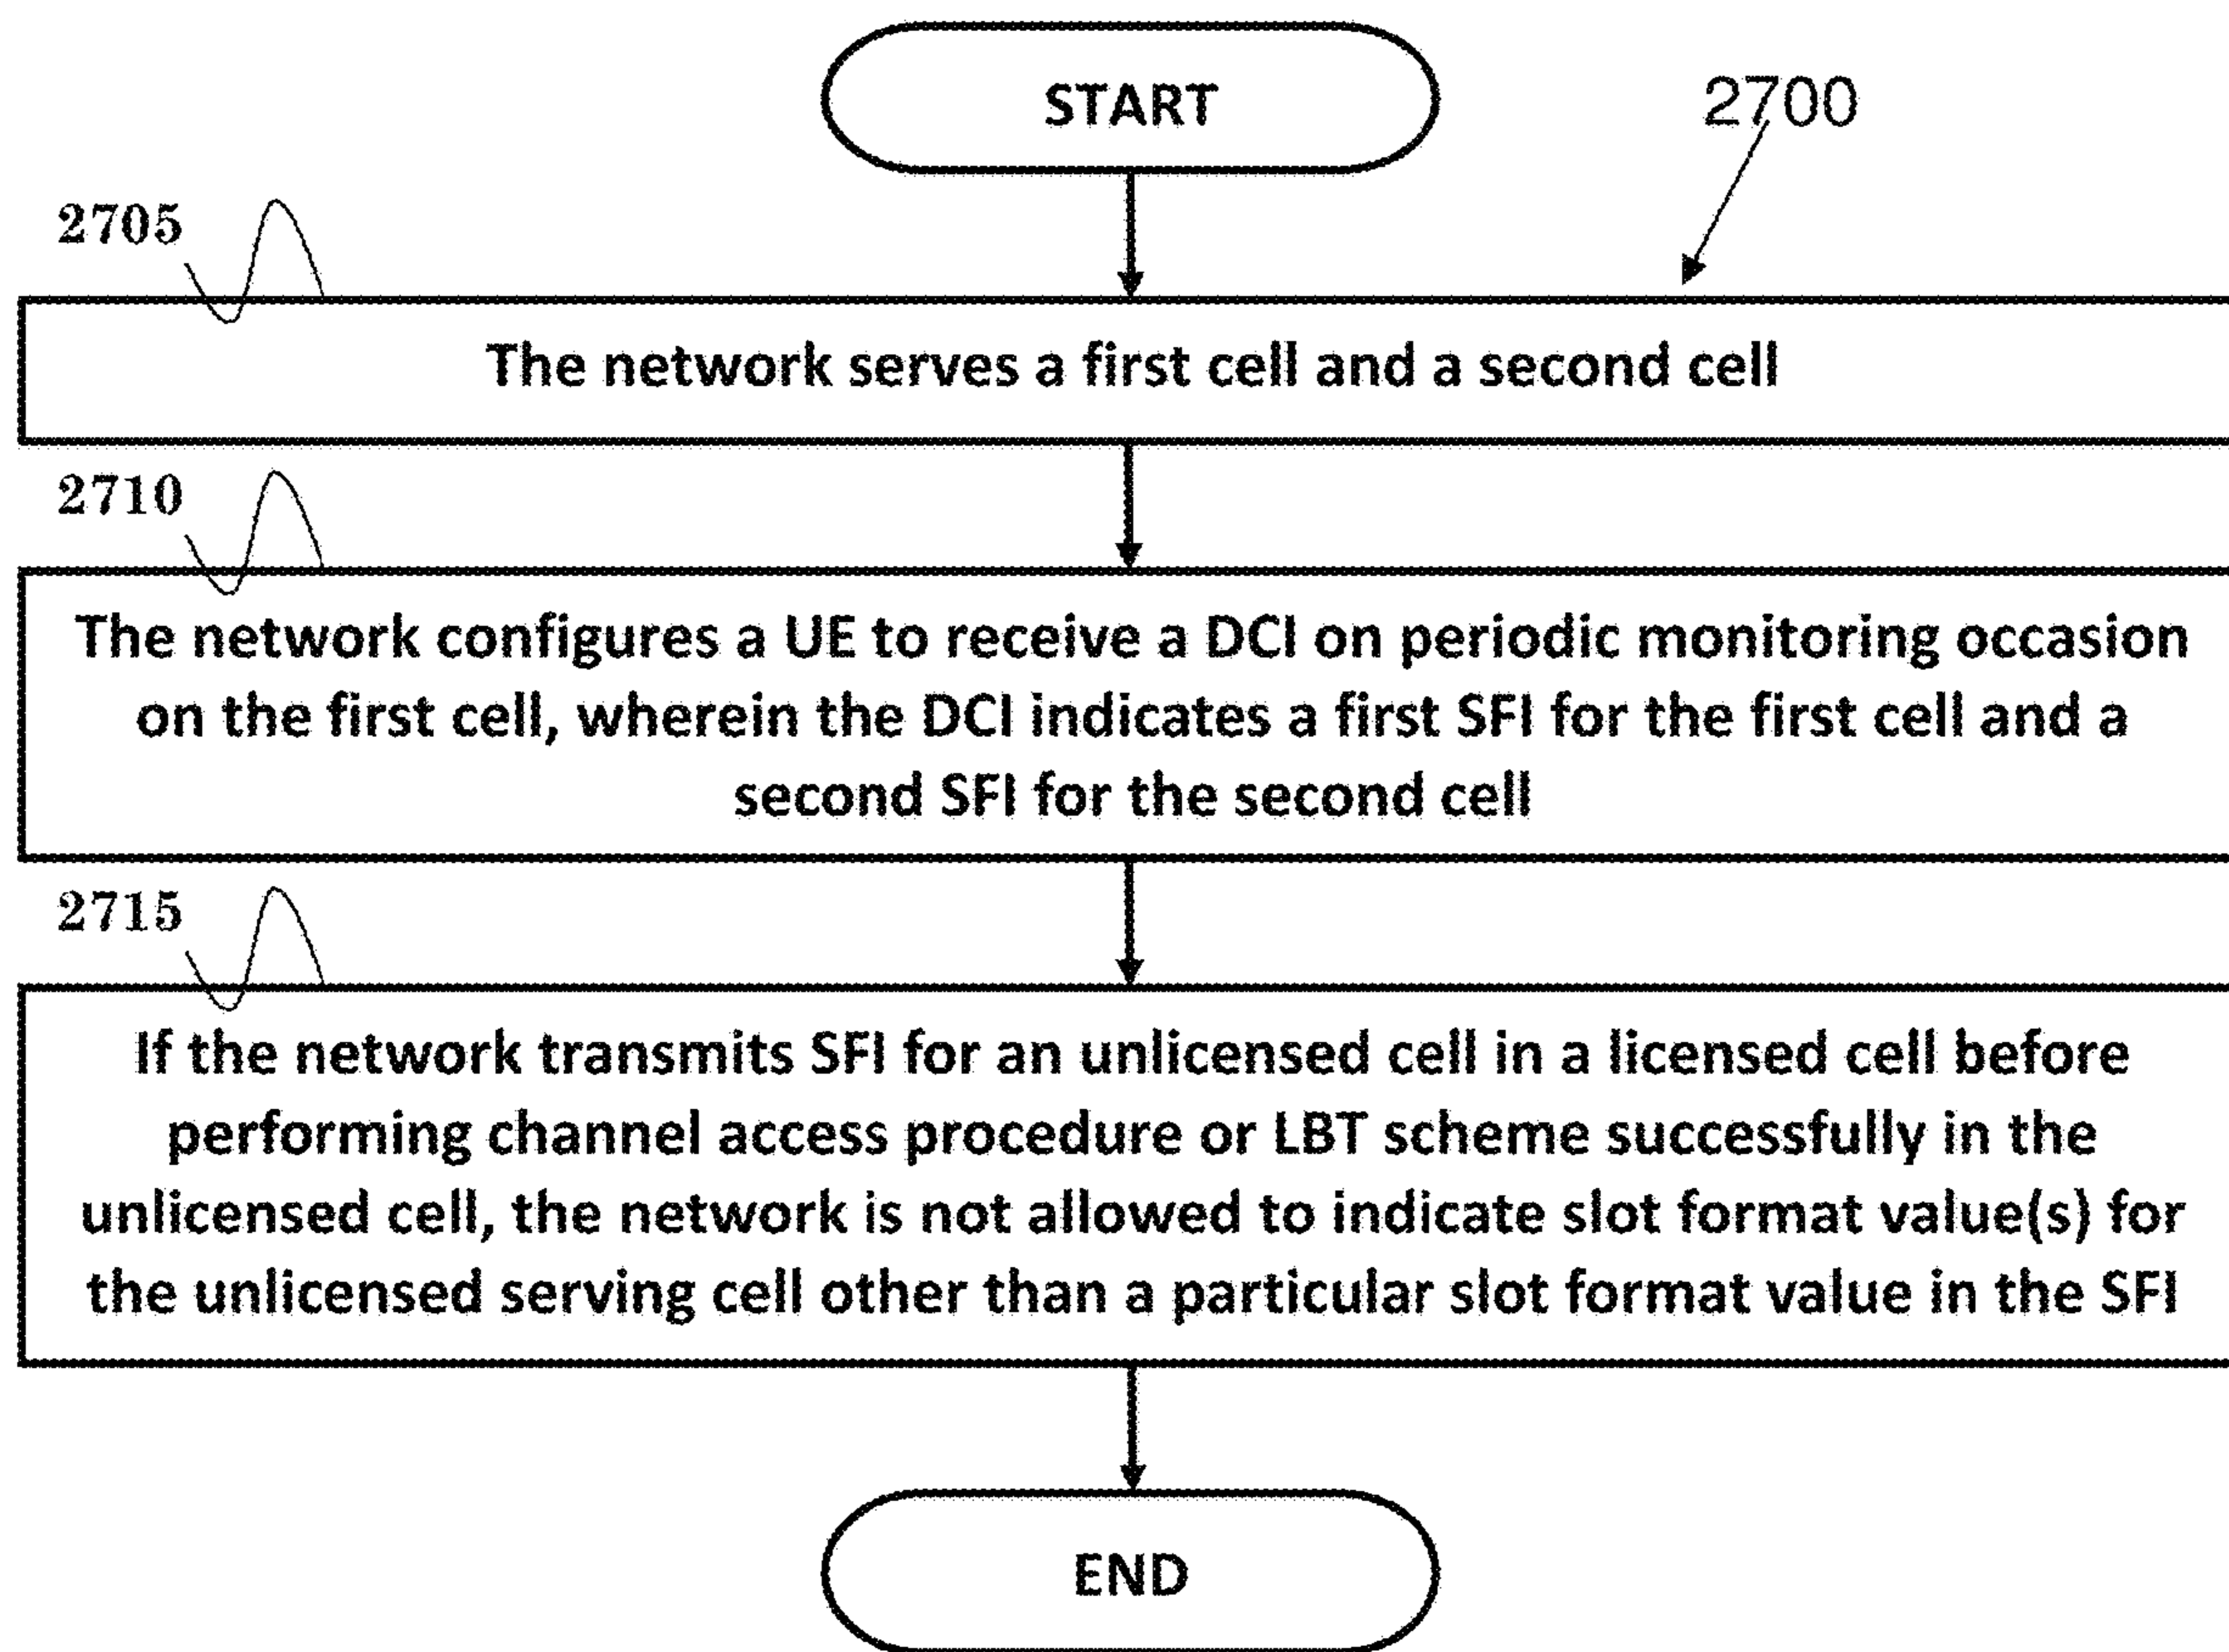 START
2700
2705
The network serves a first cell and a second cell
2710
The network configures a UE to receive a DCI on periodic monitoring occasion
on the first cell, wherein the DCI indicates a first SFI for the first cell and a
second SFI for the second cell
2715
If the network transmits SFI for an unlicensed cell in a licensed cell before
performing channel access procedure or LBT scheme successfully in the
unlicensed cell, the network is not allowed to indicate slot format value(s) for
the unlicensed serving cell other than a particular slot format value in the SFI
END